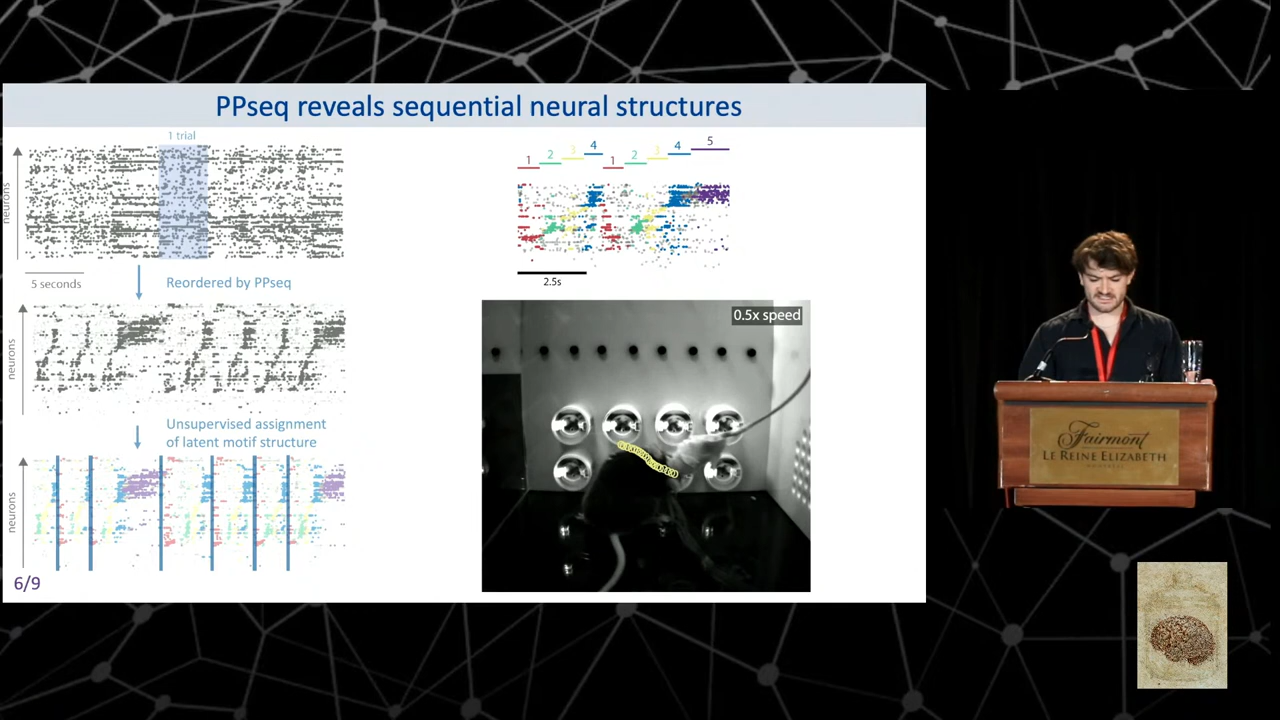 PPseq reveals sequential neural structures
1 trial
neurons
5 seconds
Reordered by PPseq
neurons
Unsupervised assignment
of latent motif structure
neurons
6/9
1 2 3 4 1 2 3 4 5
2.5s
0.5x speed
Fairmont
LE REINE ELIZABETH